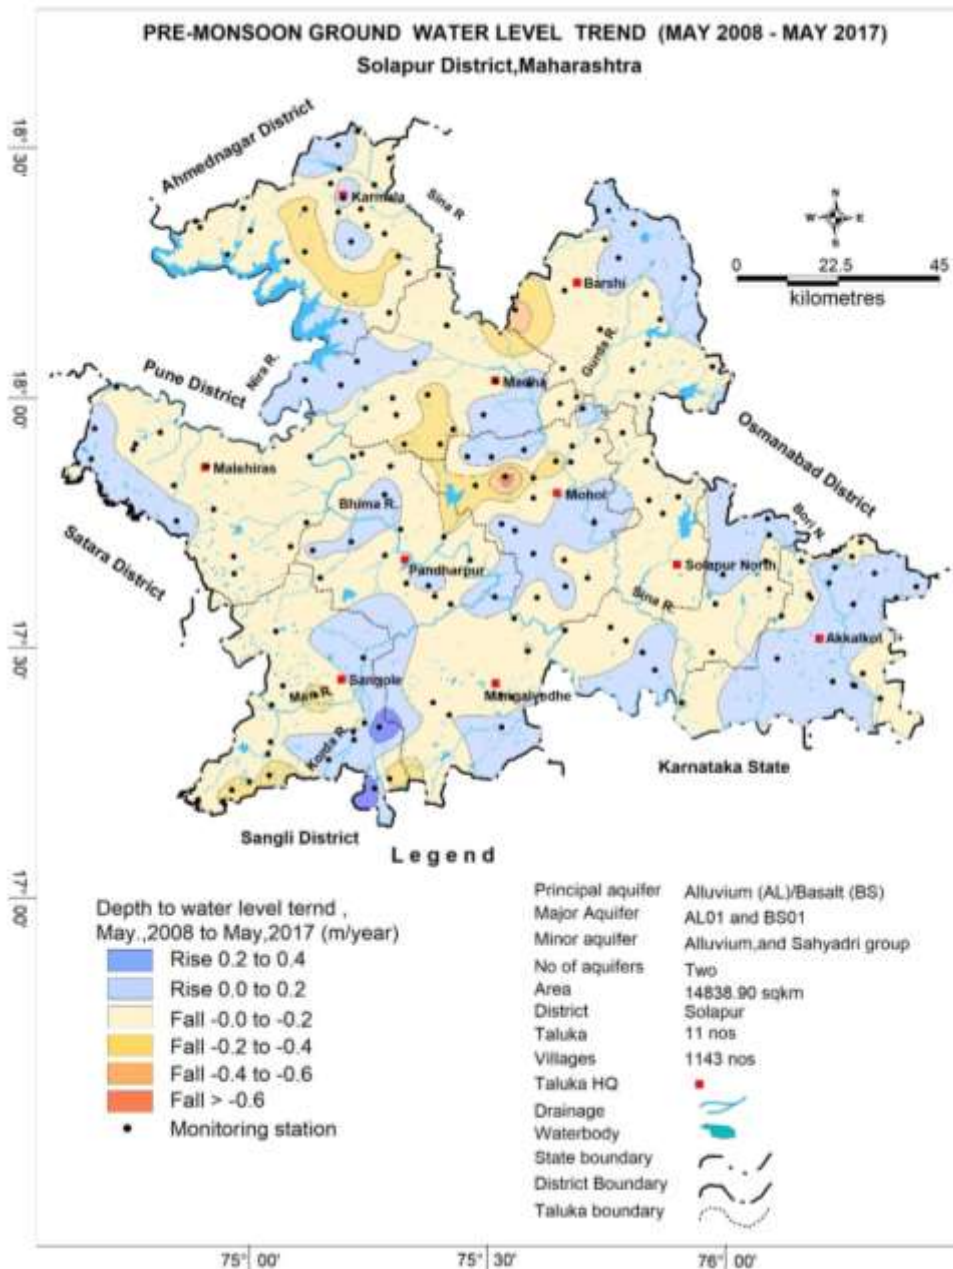 PRE-MONSOON GROUND WATER LEVEL TREND (MAY 2008 - MAY 2017)
Solapur District,Maharashtra
Ahmednagar District
18° 30'
Sina R
Karmala
N
W E
S
0 22.5 45
kilometres
Barshi
Gunda R.
Nira R.
Madha
Pune District
18° 00'
Osmanabad District
Malshiras
Mohol
Bhima R.
Bori N.
Satara District
Pandharpur
Solapur North
Sina R.
Akkalkot
17° 30'
Sangole
Man R.
Mangalvedhe
Korda R.
Karnataka State
Sangli District
Legend
17° 00'
Depth to water level ternd ,
May.,2008 to May,2017 (m/year)
Rise 0.2 to 0.4
Rise 0.0 to 0.2
Fall -0.0 to -0.2
Fall -0.2 to -0.4
Fall -0.4 to -0.6
Fall > -0.6
Monitoring station
Principal aquifer Alluvium (AL)/Basalt (BS)
Major Aquifer AL01 and BS01
Minor aquifer Alluvium,and Sahyadri group
No of aquifers Two
Area 14838.90 sqkm
District Solapur
Taluka 11 nos
Villages 1143 nos
Taluka HQ
Drainage
Waterbody
State boundary
District Boundary
Taluka boundary
75° 00' 75° 30' 76° 00'